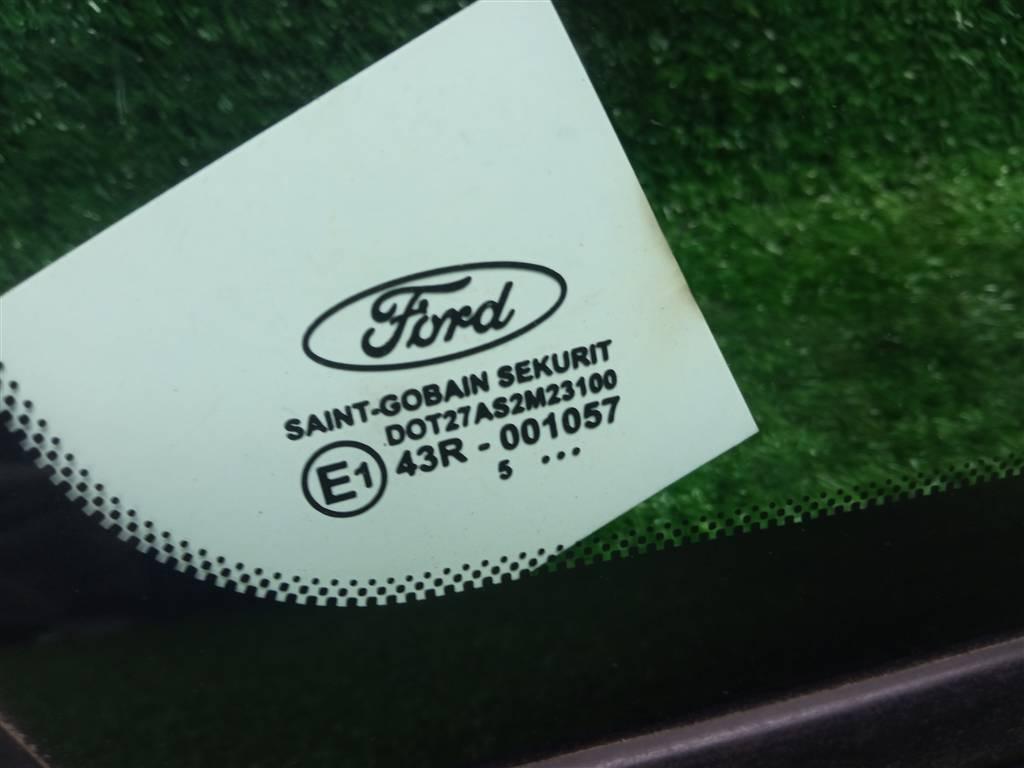 Ford
SAINT-GOBAIN SEKURIT
DOT27AS2M23100
E1 43R - 001057
5 ...